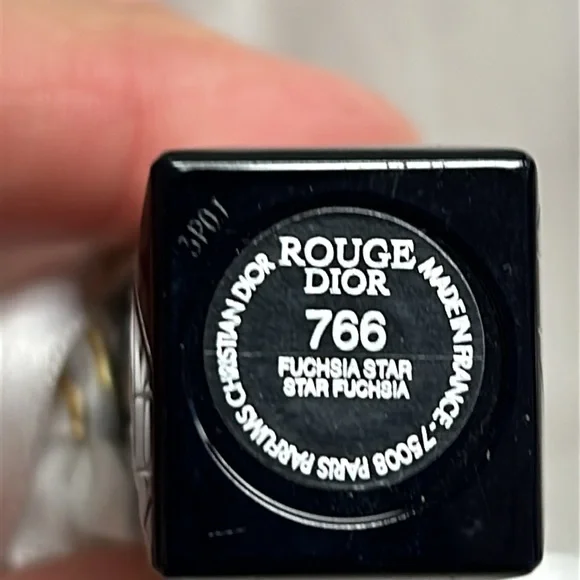 3P01
ROUGE
DIOR
766
FUCHSIA STAR
STAR FUCHSIA
PARFUMS CHRISTIAN DIOR
MADE IN FRANCE - 75008 PARIS